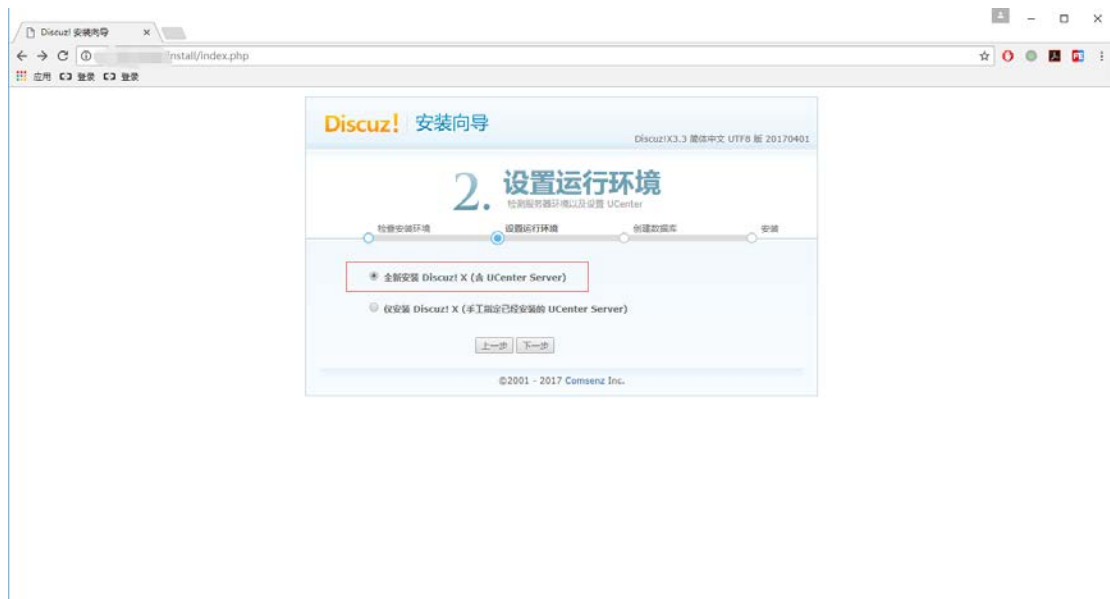 Discuz! 安装向导
/install/index.php
应用 登录 登录
Discuz! 安装向导
Discuz!X3.3 简体中文 UTF8 版 20170401
2. 设置运行环境
检测服务器环境以及设置 UCenter
检查安装环境 设置运行环境 创建数据库 安装
全新安装 Discuz! X (含 UCenter Server)
仅安装 Discuz! X (手工指定已经安装的 UCenter Server)
上一步 下一步
©2001 - 2017 Comsenz Inc.